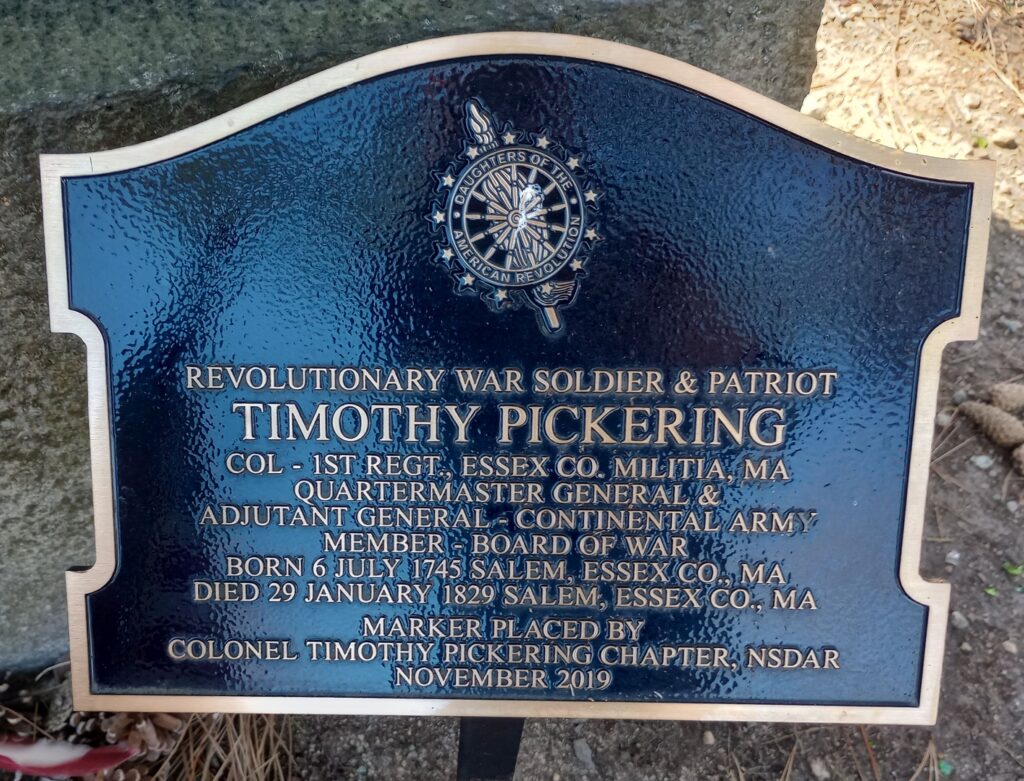 DAUGHTERS OF THE
AMERICAN REVOLUTION
REVOLUTIONARY WAR SOLDIER & PATRIOT
TIMOTHY PICKERING
COL - 1ST REGT., ESSEX CO. MILITIA, MA
QUARTERMASTER GENERAL &
ADJUTANT GENERAL - CONTINENTAL ARMY
MEMBER - BOARD OF WAR
BORN 6 JULY 1745 SALEM, ESSEX CO., MA
DIED 29 JANUARY 1829 SALEM, ESSEX CO., MA
MARKER PLACED BY
COLONEL TIMOTHY PICKERING CHAPTER, NSDAR
NOVEMBER 2019